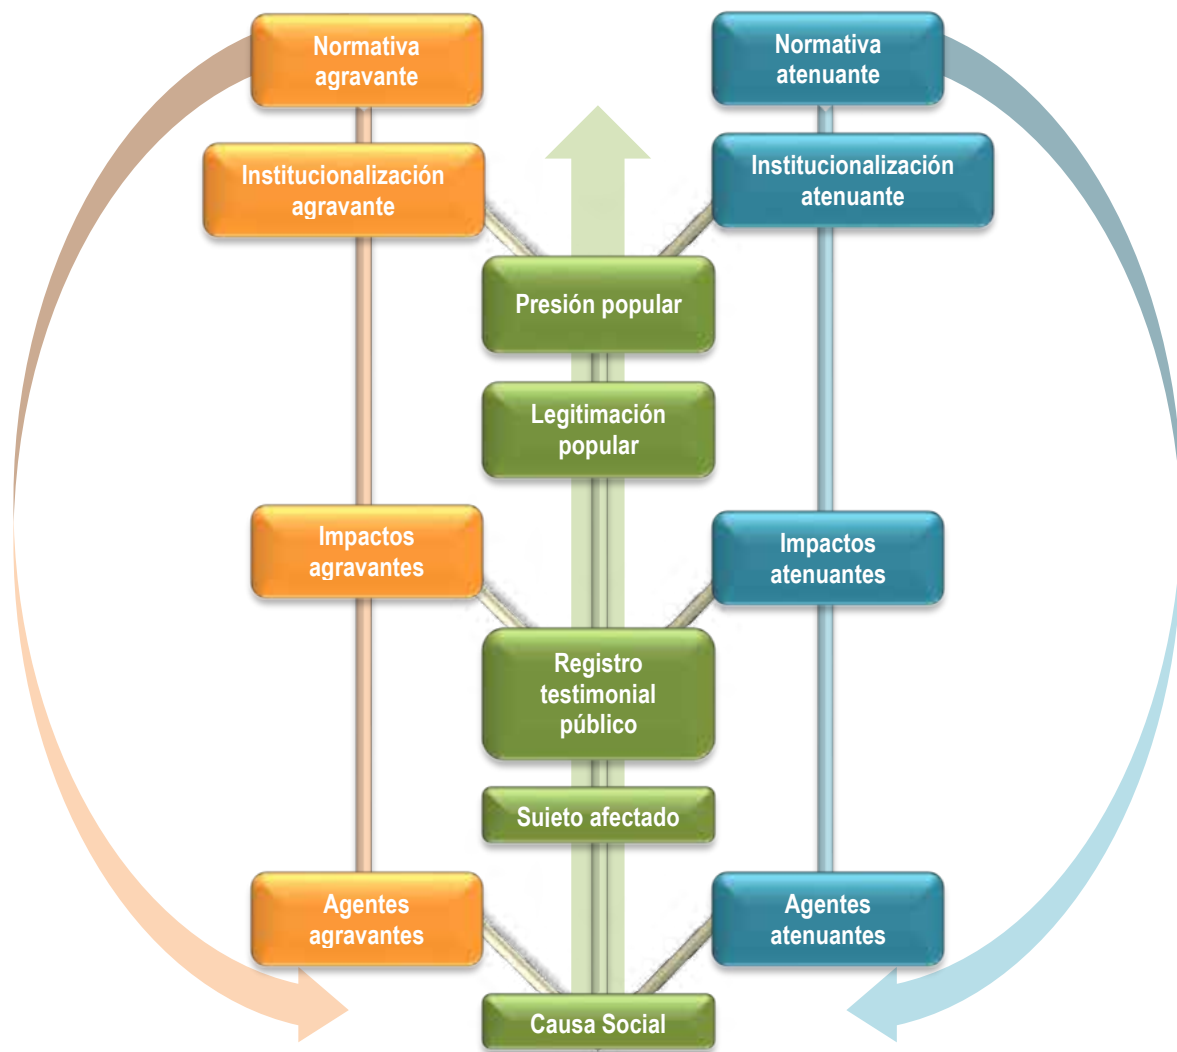 Normativa
agravante
Normativa
atenuante
Institucionalización
agravante
Institucionalización
atenuante
Presión popular
Legitimación
popular
Impactos
agravantes
Impactos
atenuantes
Registro
testimonial
público
Sujeto afectado
Agentes
agravantes
Agentes
atenuantes
Causa Social